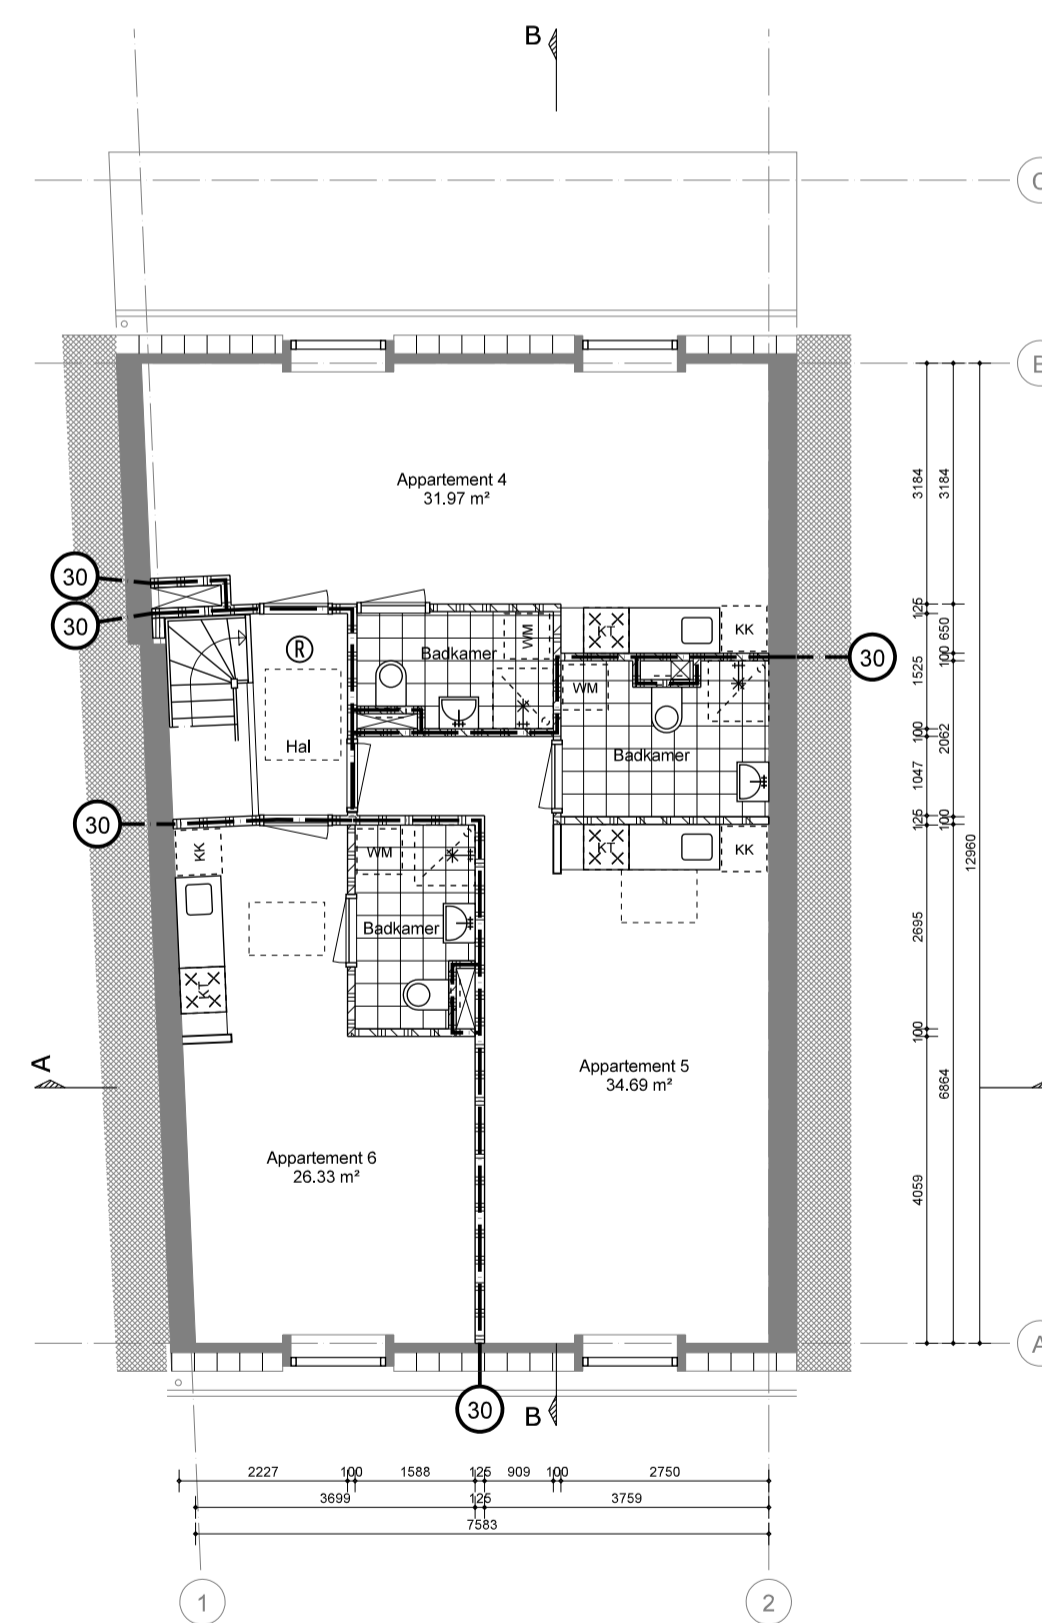 B
C
B
Appartement 4
31.97 m²
3184
3184
30
30
30
125
650
100
1525
100
2062
1047
125
100
12960
2695
100
6864
4059
R
Badkamer
WM
KT
KK
WM
Hal
Badkamer
30
KK
WM
KT
KK
Badkamer
KT
A
Appartement 5
34.69 m²
Appartement 6
26.33 m²
A
30
B
2227 100 1588 125 909 100 2750
3699 125 3759
7583
1 2